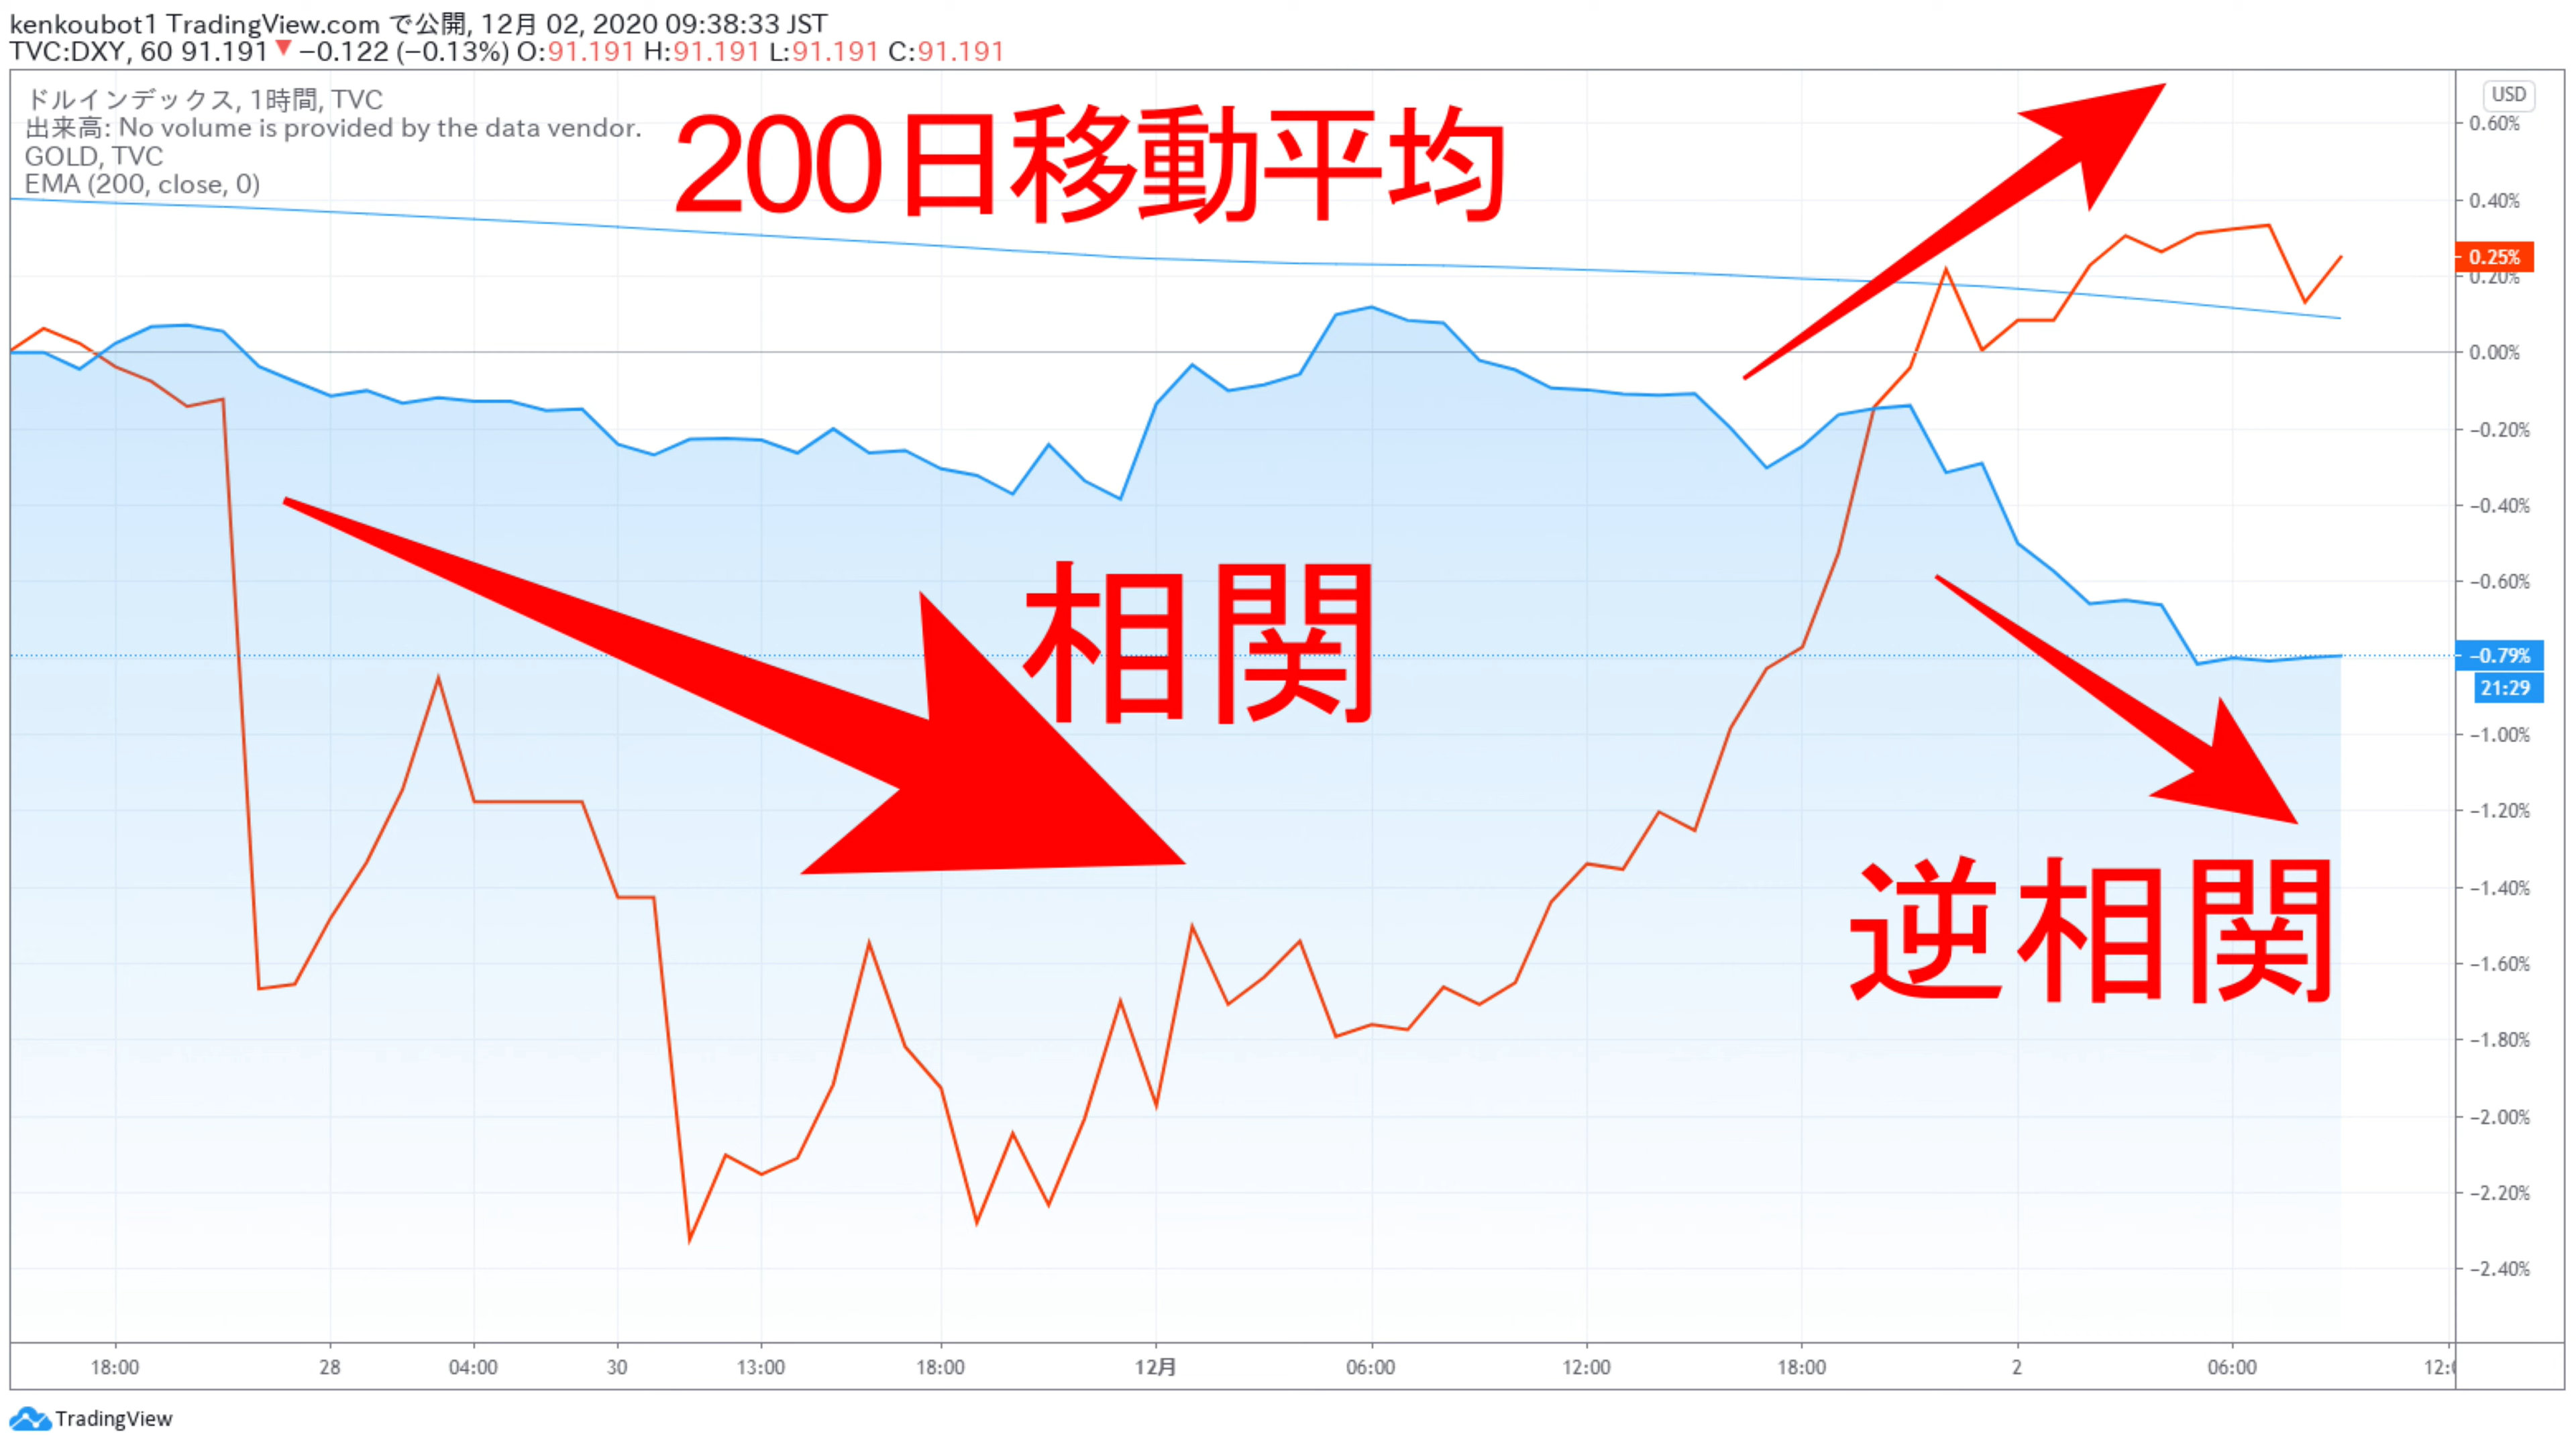 kenkoubot1 TradingView.com で公開, 12月 02, 2020 09:38:33 JST
TVC:DXY, 60 91.191▼ −0.122 (−0.13%) O:91.191 H:91.191 L:91.191 C:91.191
ドルインデックス, 1時間, TVC
出来高: No volume is provided by the data vendor.
GOLD, TVC
EMA (200, close, 0)
200日移動平均
相関
逆相関
USD
0.60%
0.40%
0.25%
0.20%
0.00%
−0.20%
−0.40%
−0.60%
−0.79%
21:29
−1.00%
−1.20%
−1.40%
−1.60%
−1.80%
−2.00%
−2.20%
−2.40%
18:00 28 04:00 30 13:00 18:00 12月 06:00 12:00 18:00 2 06:00 12:
TradingView